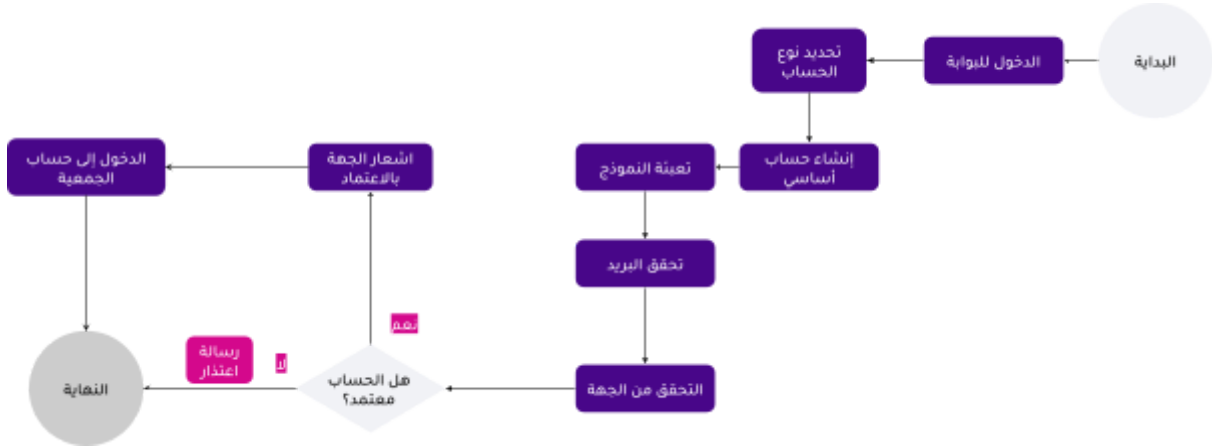 البداية
الدخول للبوابة
تحديد نوع
الحساب
إنشاء حساب
أساسي
تعبئة النموذج
تحقق البريد
التحقق من الجهة
هل الحساب
معتمد؟
نعم
اشعار الجهة
بالاعتماد
الدخول إلى حساب
الجمعية
لا
رسالة
اعتذار
النهاية